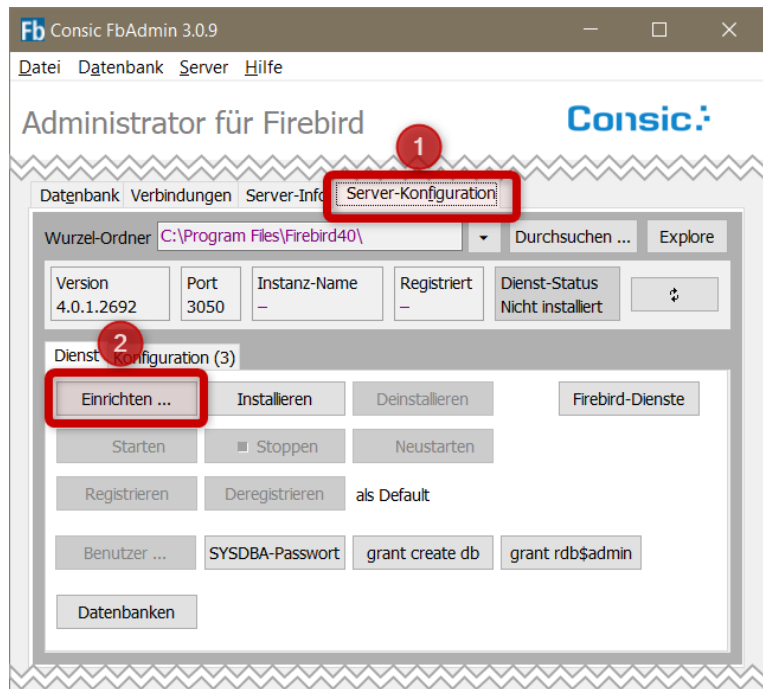 Fb Consic FbAdmin 3.0.9
Datei Datenbank Server Hilfe
Administrator für Firebird
Consic
1
Datenbank Verbindungen Server-Info Server-Konfiguration
Wurzel-Ordner C:\Program Files\Firebird40\ Durchsuchen ... Explore
Version Port Instanz-Name Registriert Dienst-Status
4.0.1.2692 3050 – – Nicht installiert
2
Dienst Konfiguration (3)
Einrichten ... Installieren Deinstallieren Firebird-Dienste
Starten Stoppen Neustarten
Registrieren Deregistrieren als Default
Benutzer ... SYSDBA-Passwort grant create db grant rdb$admin
Datenbanken